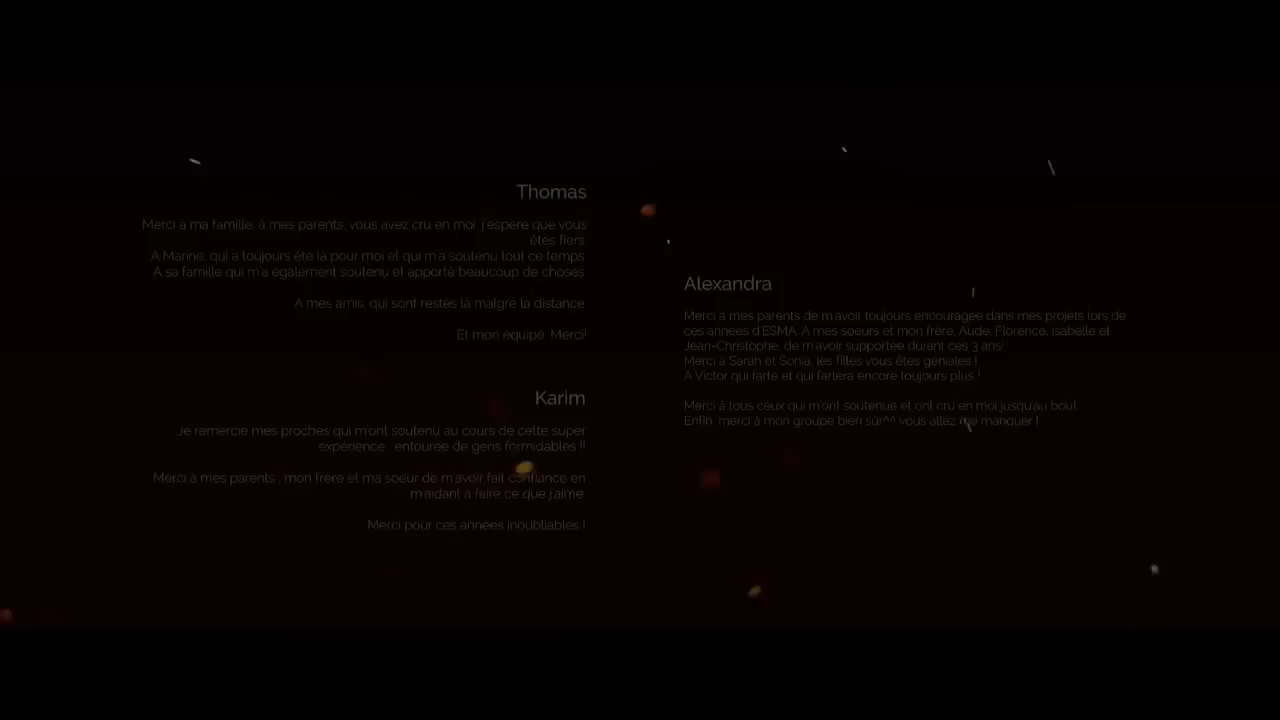 Thomas
Merci à ma famille, à mes parents, vous avez cru en moi, j'espère que vous
êtes fiers
A Marine, qui a toujours été là pour moi et qui m'a soutenu tout ce temps
A sa famille qui m'a également soutenu et apporté beaucoup de choses
A mes amis, qui sont restés là malgré la distance
Et mon équipe, Merci!
Karim
Je remercie mes proches qui m'ont soutenu au cours de cette super
expérience , entourée de gens formidables !!
Merci à mes parents , mon frère et ma soeur de m'avoir fait confiance en
m'aidant à faire ce que j'aime.
Merci pour ces années inoubliables !
Alexandra
Merci à mes parents de m'avoir toujours encouragée dans mes projets lors de
ces années d'ESMA. A mes soeurs et mon frère, Aude, Florence, Isabelle et
Jean-Christophe, de m'avoir supportée durant ces 3 ans!
Merci à Sarah et Sonia, les filles vous êtes géniales !
A Victor qui farte et qui fartera encore toujours plus !
Merci à tous ceux qui m'ont soutenue et ont cru en moi jusqu'au bout.
Enfin, merci à mon groupe bien sûr^^ vous allez me manquer !